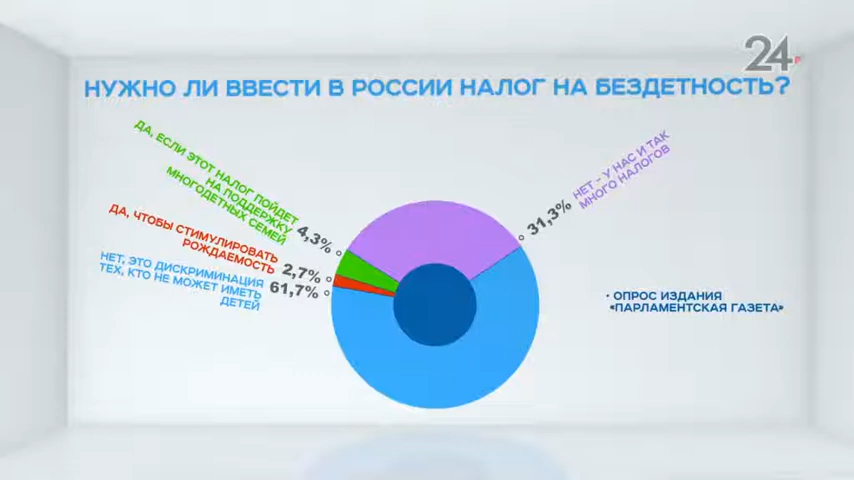 24
НУЖНО ЛИ ВВЕСТИ В РОССИИ НАЛОГ НА БЕЗДЕТНОСТЬ?
ДА, ЕСЛИ ЭТОТ НАЛОГ ПОЙДЕТ
НА ПОДДЕРЖКУ
МНОГОДЕТНЫХ СЕМЕЙ
4,3%
НЕТ - У НАС И ТАК
МНОГО НАЛОГОВ
31,3%
ДА, ЧТОБЫ СТИМУЛИРОВАТЬ
РОЖДАЕМОСТЬ
2,7%
НЕТ, ЭТО ДИСКРИМИНАЦИЯ
ТЕХ, КТО НЕ МОЖЕТ ИМЕТЬ
ДЕТЕЙ
61,7%
· ОПРОС ИЗДАНИЯ
«ПАРЛАМЕНТСКАЯ ГАЗЕТА»